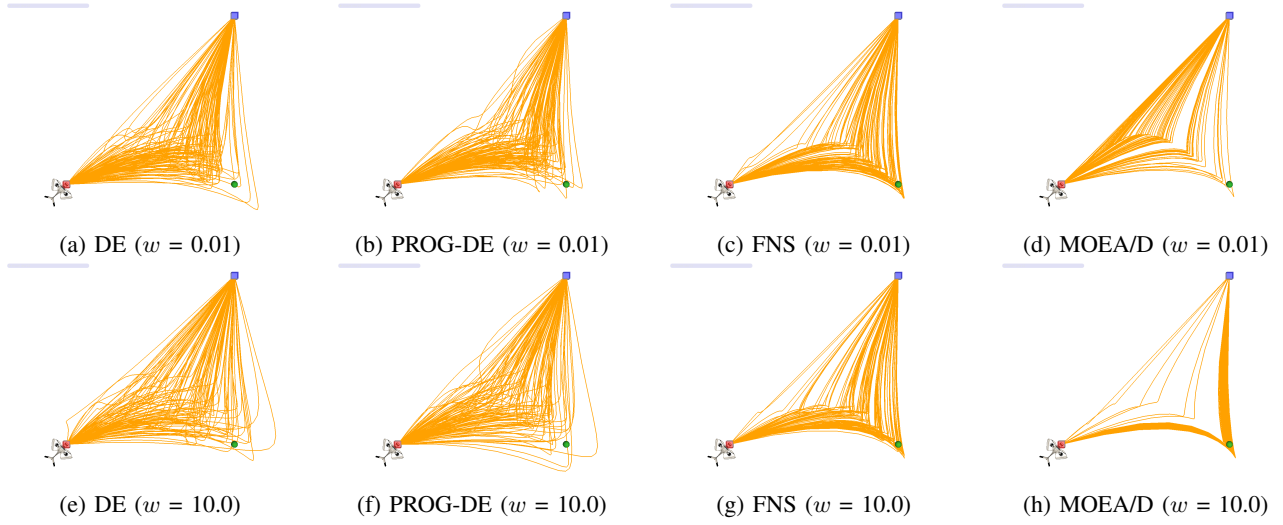 (a) DE (w = 0.01)
(b) PROG-DE (w = 0.01)
(c) FNS (w = 0.01)
(d) MOEA/D (w = 0.01)
(e) DE (w = 10.0)
(f) PROG-DE (w = 10.0)
(g) FNS (w = 10.0)
(h) MOEA/D (w = 10.0)